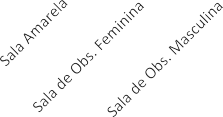 Sala Amarela
Sala de Obs. Feminina
Sala de Obs. Masculina